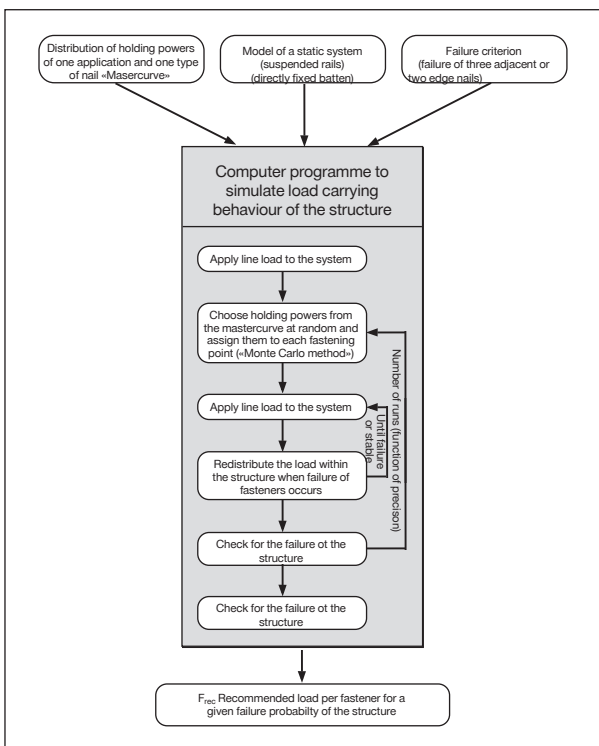 Distribution of holding powers
of one application and one type
of nail «Masercurve»
Model of a static system
(suspended rails)
(directly fixed batten)
Failure criterion
(failure of three adjacent or
two edge nails)
Computer programme to
simulate load carrying
behaviour of the structure
Apply line load to the system
Choose holding powers from
the mastercurve at random and
assign them to each fastening
point («Monte Carlo method»)
Apply line load to the system
Until failure
or stable
Number of runs (function of precison)
Redistribute the load within
the structure when failure of
fasteners occurs
Check for the failure ot the
structure
Check for the failure ot the
structure
Frec Recommended load per fastener for a
given failure probabilty of the structure